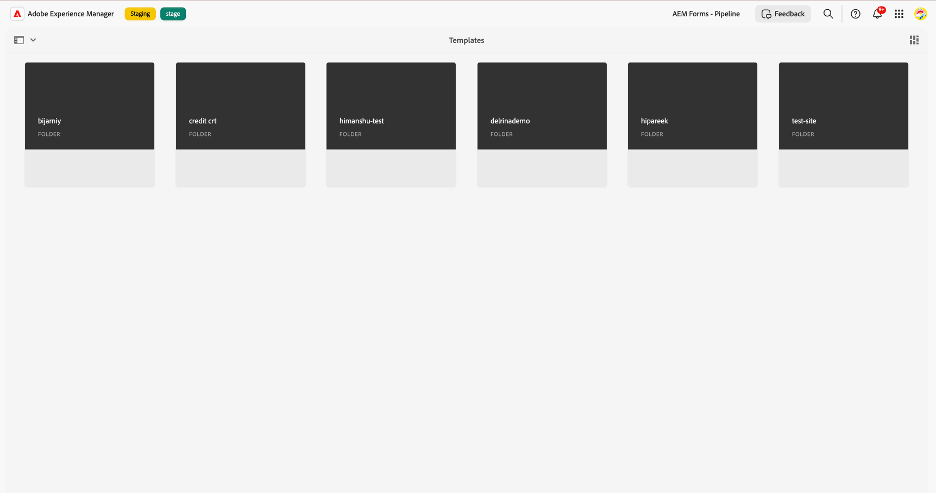 Adobe Experience Manager Staging stage AEM Forms - Pipeline Feedback 9+
Templates
bijarniy credit crt himanshu-test delrinademo hipareek test-site
FOLDER FOLDER FOLDER FOLDER FOLDER FOLDER